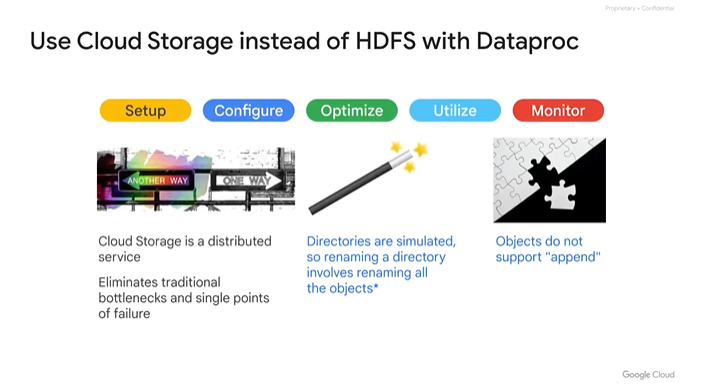 Proprietary + Confidential
Use Cloud Storage instead of HDFS with Dataproc
Setup
Configure
Optimize
Utilize
Monitor
ANOTHER WAY
ONE WAY
Cloud Storage is a distributed
service
Eliminates traditional
bottlenecks and single points
of failure
Directories are simulated,
so renaming a directory
involves renaming all
the objects*
Objects do not
support "append"
Google Cloud